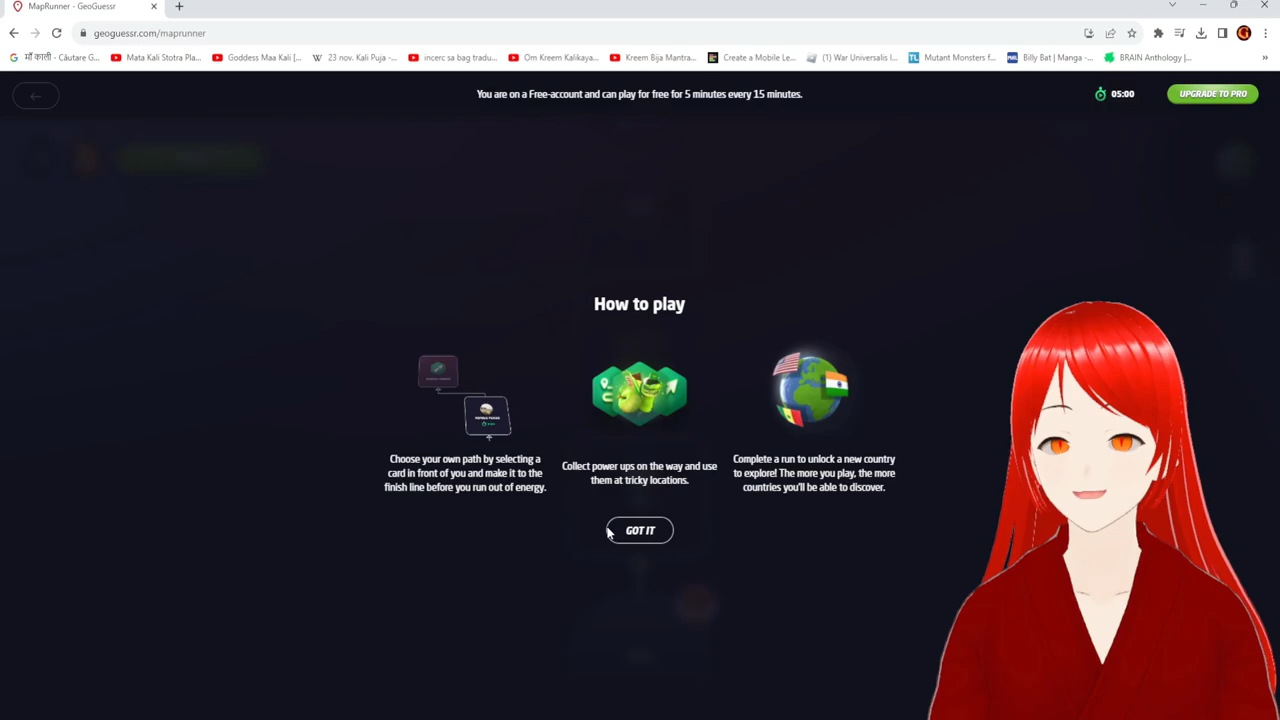 MapRunner - GeoGuessr
geoguessr.com/maprunner
माँ काली - Căutare G...
Mata Kali Stotra Pla...
Goddess Maa Kali [...
23 nov. Kali Puja -...
incerc sa bag tradu...
Om Kreem Kalikaya...
Kreem Bija Mantra...
Create a Mobile Le...
(1) War Universalis I...
Mutant Monsters f...
Billy Bat | Manga -...
BRAIN Anthology |...
You are on a Free-account and can play for free for 5 minutes every 15 minutes.
05:00
UPGRADE TO PRO
How to play
Choose your own path by selecting a
card in front of you and make it to the
finish line before you run out of energy.
Collect power ups on the way and use
them at tricky locations.
Complete a run to unlock a new country
to explore! The more you play, the more
countries you'll be able to discover.
GOT IT